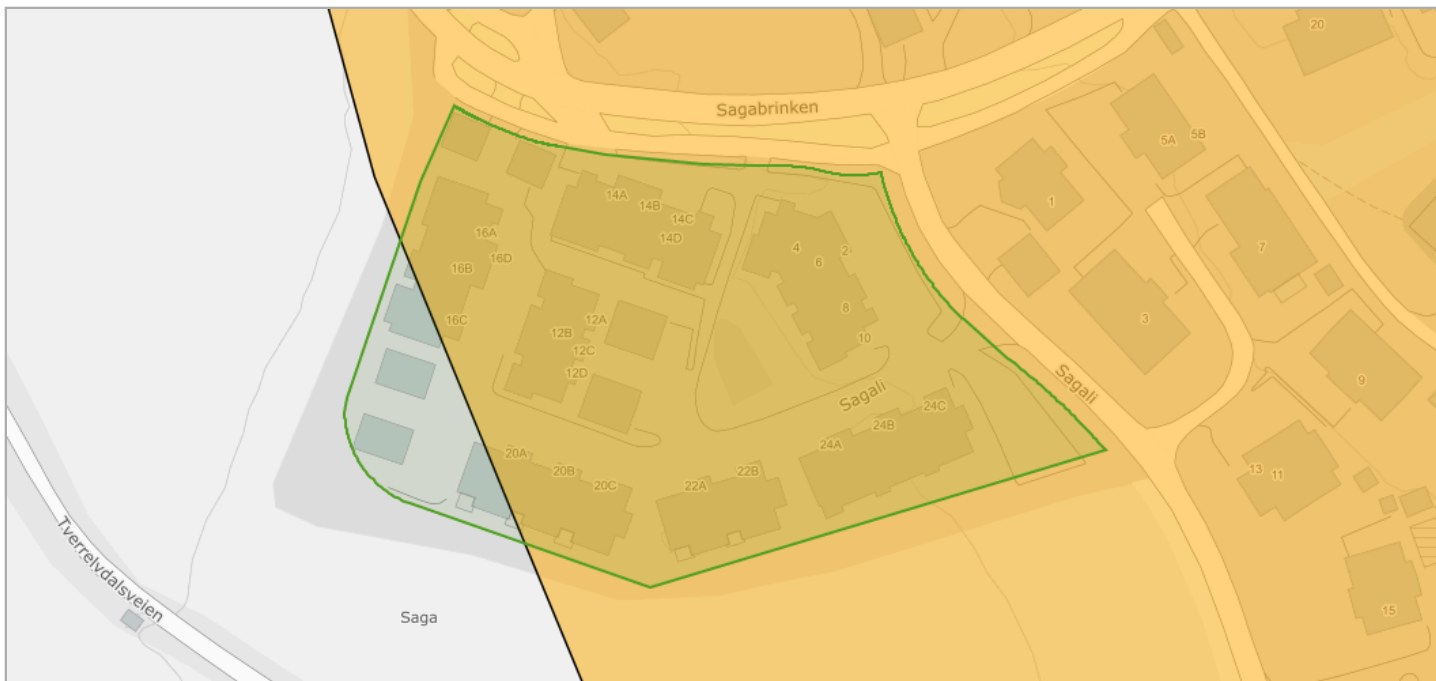 20
Sagabrinken
5B
5A
14A
14B
1
14C
16A
14D
4
2
7
16D
6
16B
8
3
16C
12A
12B
10
12C
9
12D
Sagali
Sagali
24C
24B
24A
20A
13
11
20B
22B
20C
22A
Tverrelvdalsveien
15
Saga